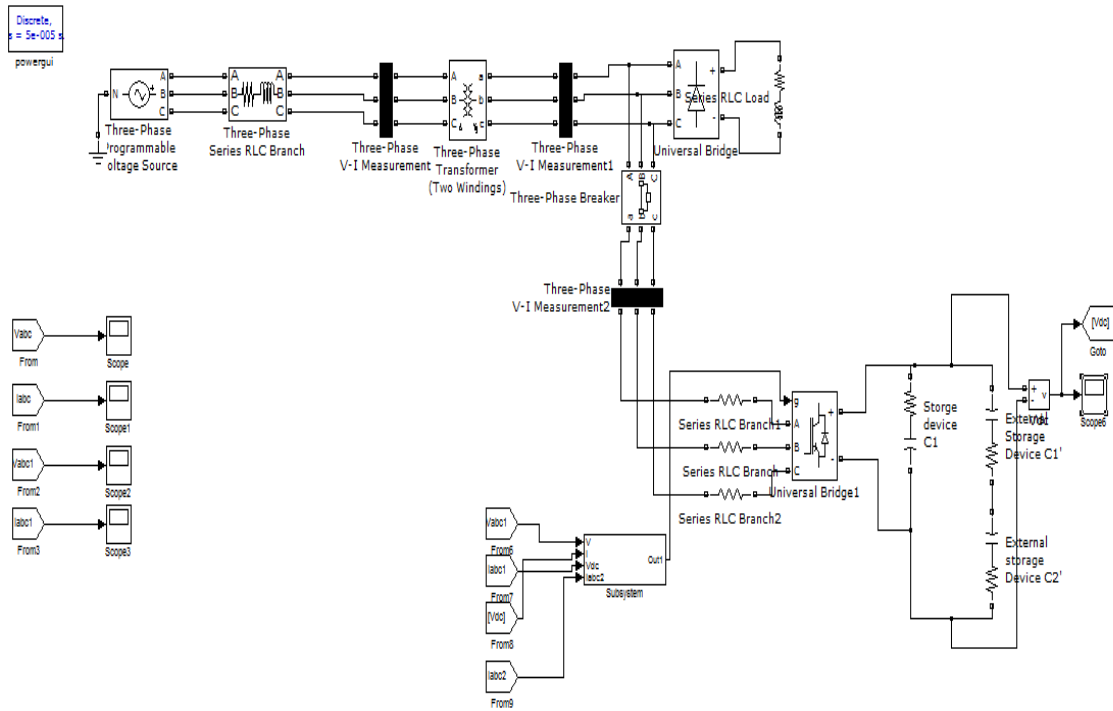 Discrete,
s = 5e-005 s.
powergui
N
A
B
C
Three-Phase
Programmable
Voltage Source
A
B
C
A
B
C
Three-Phase
Series RLC Branch
Three-Phase
V-I Measurement
A
B
C
a
b
c
Three-Phase
Transformer
(Two Windings)
Three-Phase
V-I Measurement1
A
B
C
+
-
Universal Bridge
Series RLC Load
A
B
C
a
b
c
Three-Phase Breaker
Three-Phase
V-I Measurement2
Vabc
From
Scope
Iabc
From1
Scope1
Vabc1
From2
Scope2
Iabc1
From3
Scope3
Series RLC Branch1
Series RLC Branch
Series RLC Branch2
g
A
B
C
+
-
Universal Bridge1
Storge
device
C1
External
Storage
Device C1'
External
storage
Device C2'
+
-
v
Vdc
[Vdc]
Goto
Scope6
Vabc1
From6
Iabc1
From7
[Vdc]
From8
Iabc2
From9
V
I
Vdc
Iabc2
Out1
Subsystem